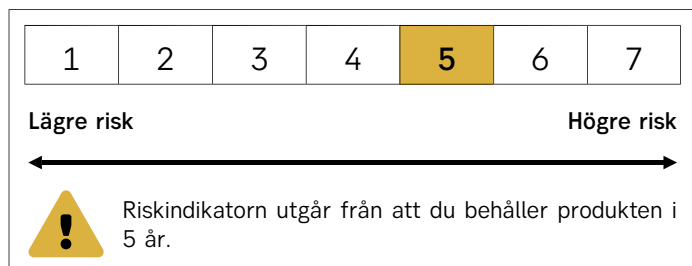 1 2 3 4 5 6 7
Lägre risk Högre risk
Riskindikatorn utgår från att du behåller produkten i
5 år.